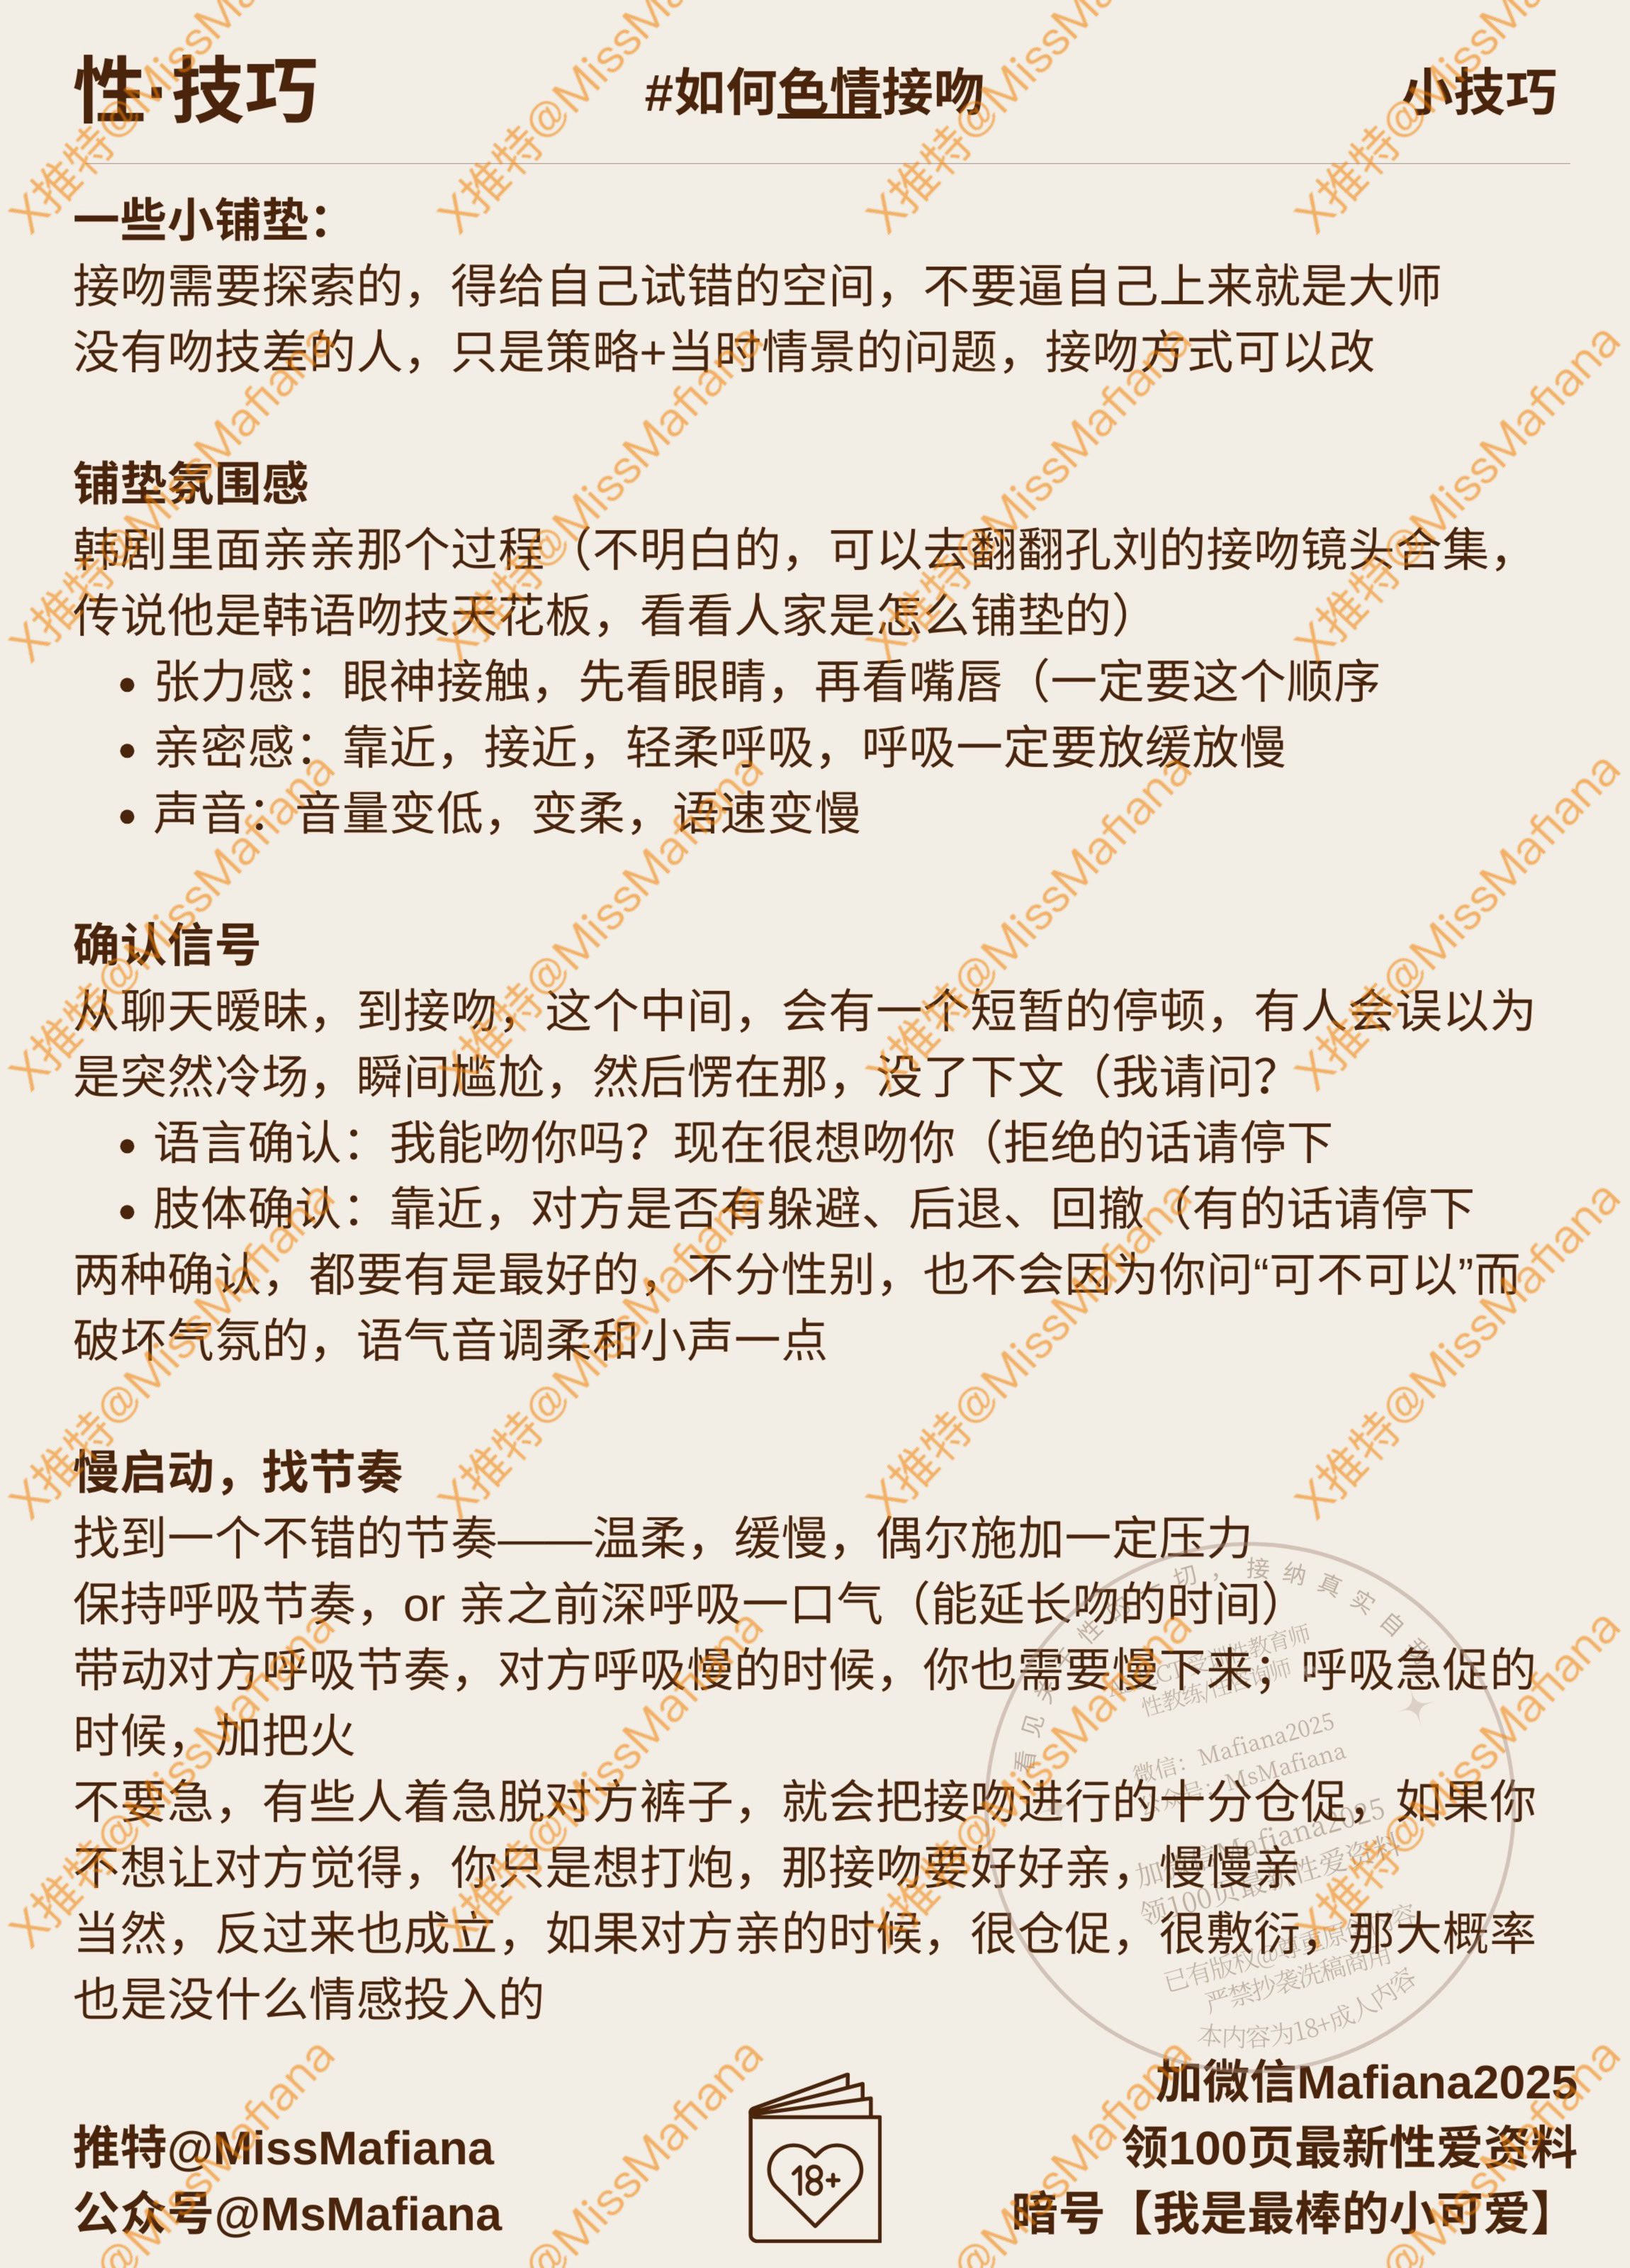 性·技巧
#如何色情接吻
小技巧
一些小铺垫：
接吻需要探索的，得给自己试错的空间，不要逼自己上来就是大师
没有吻技差的人，只是策略+当时情景的问题，接吻方式可以改
铺垫氛围感
韩剧里面亲亲那个过程（不明白的，可以去翻翻孔刘的接吻镜头合集，
传说他是韩语吻技天花板，看看人家是怎么铺垫的）
• 张力感：眼神接触，先看眼睛，再看嘴唇（一定要这个顺序
• 亲密感：靠近，接近，轻柔呼吸，呼吸一定要放缓放慢
• 声音：音量变低，变柔，语速变慢
确认信号
从聊天暧昧，到接吻，这个中间，会有一个短暂的停顿，有人会误以为
是突然冷场，瞬间尴尬，然后愣在那，没了下文（我请问？
• 语言确认：我能吻你吗？现在很想吻你（拒绝的话请停下
• 肢体确认：靠近，对方是否有躲避、后退、回撤（有的话请停下
两种确认，都要有是最好的，不分性别，也不会因为你问“可不可以”而
破坏气氛的，语气音调柔和小声一点
慢启动，找节奏
找到一个不错的节奏——温柔，缓慢，偶尔施加一定压力
保持呼吸节奏，or 亲之前深呼吸一口气（能延长吻的时间）
带动对方呼吸节奏，对方呼吸慢的时候，你也需要慢下来；呼吸急促的
时候，加把火
不要急，有些人着急脱对方裤子，就会把接吻进行的十分仓促，如果你
不想让对方觉得，你只是想打炮，那接吻要好好亲，慢慢亲
当然，反过来也成立，如果对方亲的时候，很仓促，很敷衍，那大概率
也是没什么情感投入的
接纳真实自我
微信：Mafiana2025
公众号：MsMafiana
加微信Mafiana2025
领100页最新性爱资料
已有版权@尊重原创内容
严禁抄袭洗稿商用
本内容为18+成人内容
推特@MissMafiana
公众号@MsMafiana
18+
加微信Mafiana2025
领100页最新性爱资料
暗号【我是最棒的小可爱】
X推特@MissMafiana